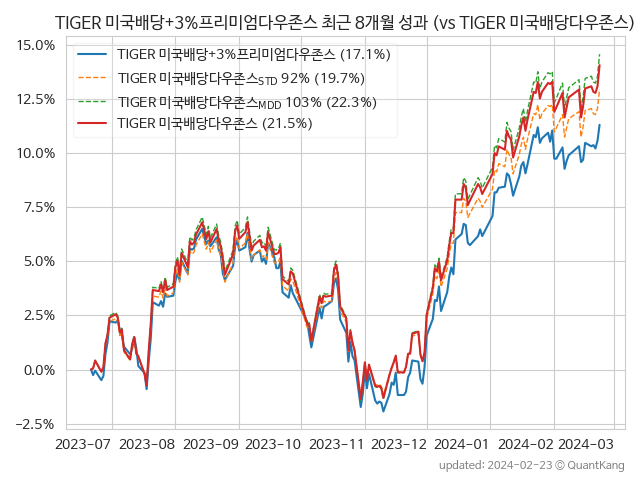 TIGER 미국배당+3%프리미엄다우존스 최근 8개월 성과 (vs TIGER 미국배당다우존스)
15.0%
12.5%
10.0%
7.5%
5.0%
2.5%
0.0%
−2.5%
TIGER 미국배당+3%프리미엄다우존스 (17.1%)
TIGER 미국배당다우존스STD 92% (19.7%)
TIGER 미국배당다우존스MDD 103% (22.3%)
TIGER 미국배당다우존스 (21.5%)
2023-07 2023-08 2023-09 2023-10 2023-11 2023-12 2024-01 2024-02 2024-03
updated: 2024-02-23 © QuantKang